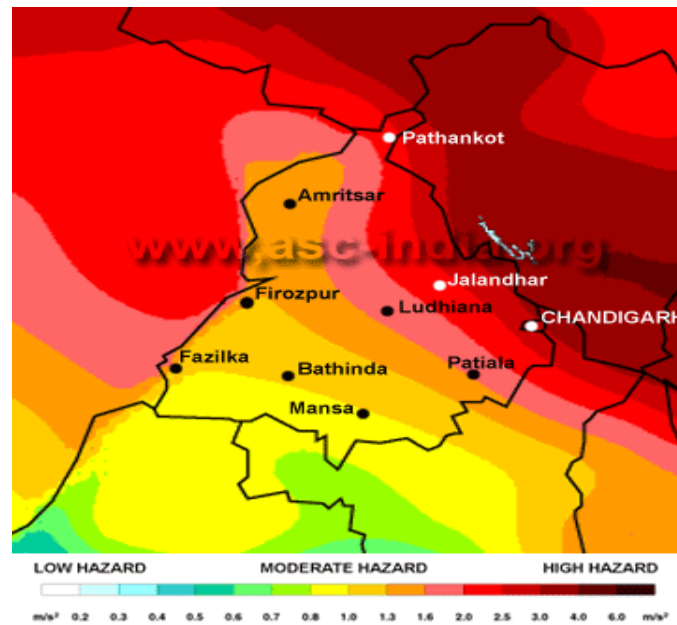 Pathankot
Amritsar
www.asc-india.org
Jalandhar
Firozpur
Ludhiana
CHANDIGARH
Fazilka
Bathinda
Patiala
Mansa
LOW HAZARD MODERATE HAZARD HIGH HAZARD
m/s² 0.2 0.3 0.4 0.5 0.6 0.7 0.8 1.0 1.3 1.6 2.0 2.5 3.0 4.0 6.0 m/s²